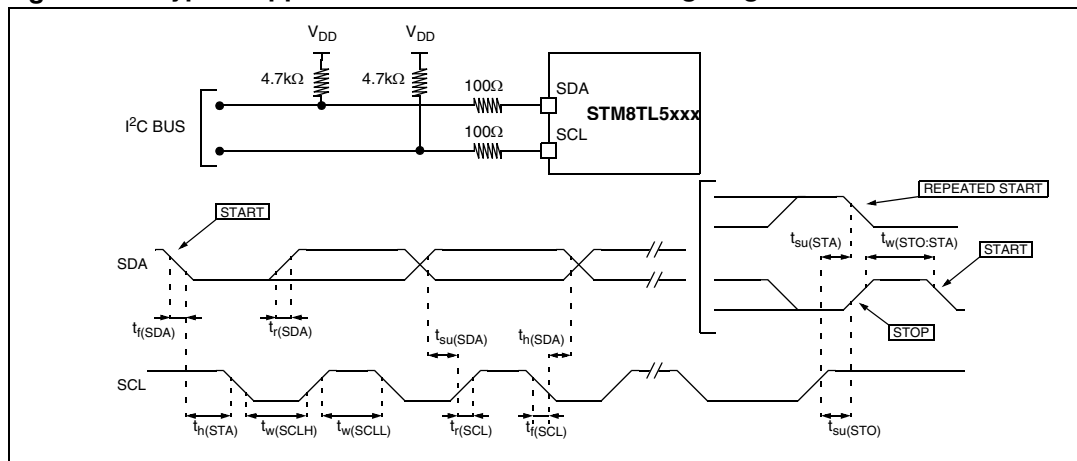 VDD VDD
4.7kΩ 4.7kΩ
100Ω
SDA
STM8TL5xxx
I²C BUS
100Ω
SCL
REPEATED START
START
tsu(STA) tw(STO:STA)
START
SDA
STOP
tf(SDA) tr(SDA)
tsu(SDA) th(SDA)
SCL
th(STA) tw(SCLH) tw(SCLL) tr(SCL) tf(SCL) tsu(STO)